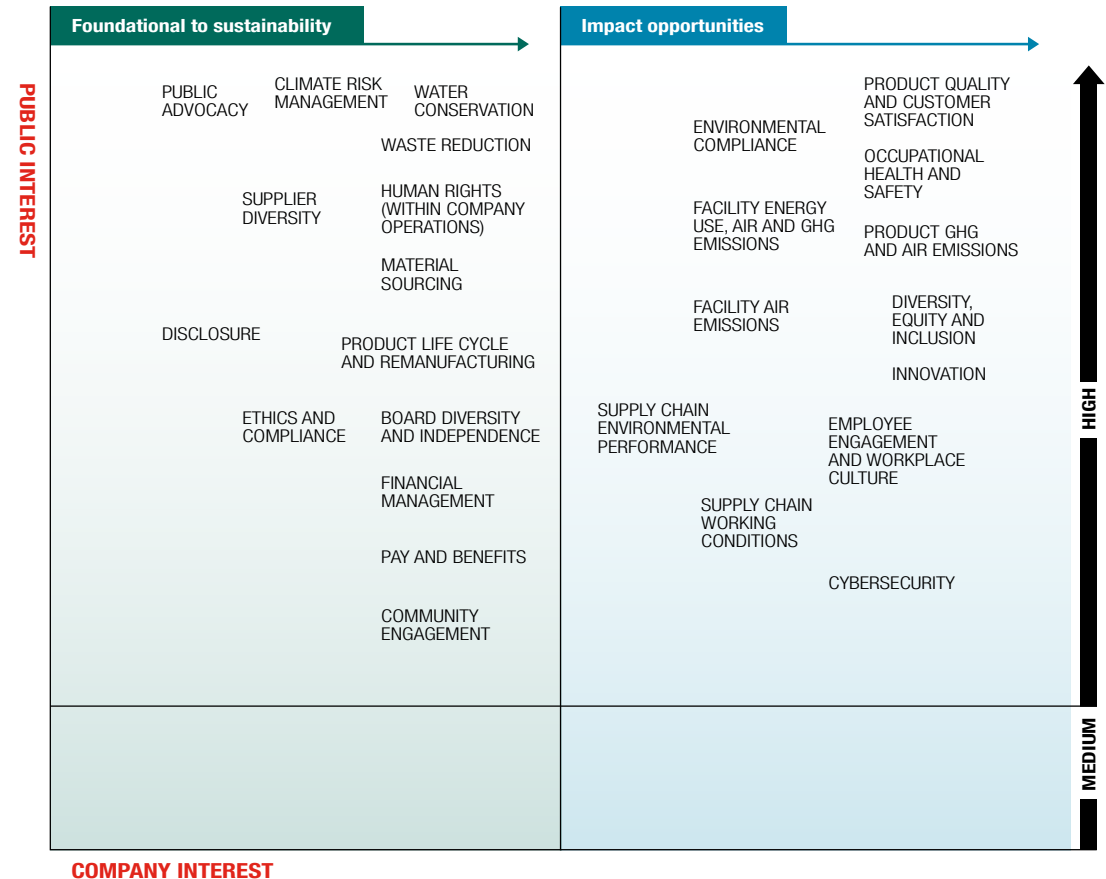 Foundational to sustainability
Impact opportunities
PUBLIC INTEREST
PUBLIC
ADVOCACY
CLIMATE RISK
MANAGEMENT
WATER
CONSERVATION
WASTE REDUCTION
SUPPLIER
DIVERSITY
HUMAN RIGHTS
(WITHIN COMPANY
OPERATIONS)
MATERIAL
SOURCING
DISCLOSURE
PRODUCT LIFE CYCLE
AND REMANUFACTURING
ETHICS AND
COMPLIANCE
BOARD DIVERSITY
AND INDEPENDENCE
FINANCIAL
MANAGEMENT
PAY AND BENEFITS
COMMUNITY
ENGAGEMENT
PRODUCT QUALITY
AND CUSTOMER
SATISFACTION
ENVIRONMENTAL
COMPLIANCE
OCCUPATIONAL
HEALTH AND
SAFETY
FACILITY ENERGY
USE, AIR AND GHG
EMISSIONS
PRODUCT GHG
AND AIR EMISSIONS
FACILITY AIR
EMISSIONS
DIVERSITY,
EQUITY AND
INCLUSION
INNOVATION
SUPPLY CHAIN
ENVIRONMENTAL
PERFORMANCE
EMPLOYEE
ENGAGEMENT
AND WORKPLACE
CULTURE
SUPPLY CHAIN
WORKING
CONDITIONS
CYBERSECURITY
HIGH
MEDIUM
COMPANY INTEREST